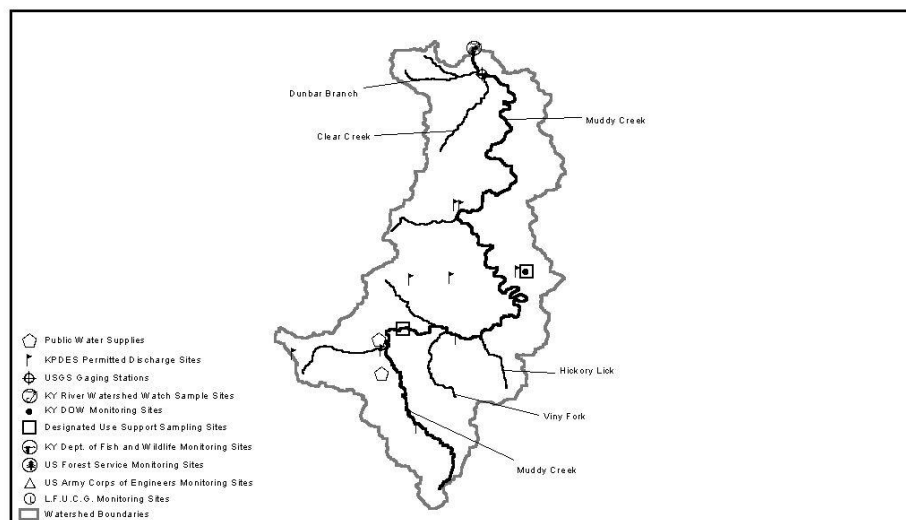 Dunbar Branch
Clear Creek
Muddy Creek
Hickory Lick
Viny Fork
Muddy Creek
Public Water Supplies
KPDES Permitted Discharge Sites
USGS Gaging Stations
KY River Watershed Watch Sample Sites
KY DOW Monitoring Sites
Designated Use Support Sampling Sites
KY Dept. of Fish and Wildlife Monitoring Sites
US Forest Service Monitoring Sites
US Army Corps of Engineers Monitoring Sites
L.F.U.C.G. Monitoring Sites
Watershed Boundaries